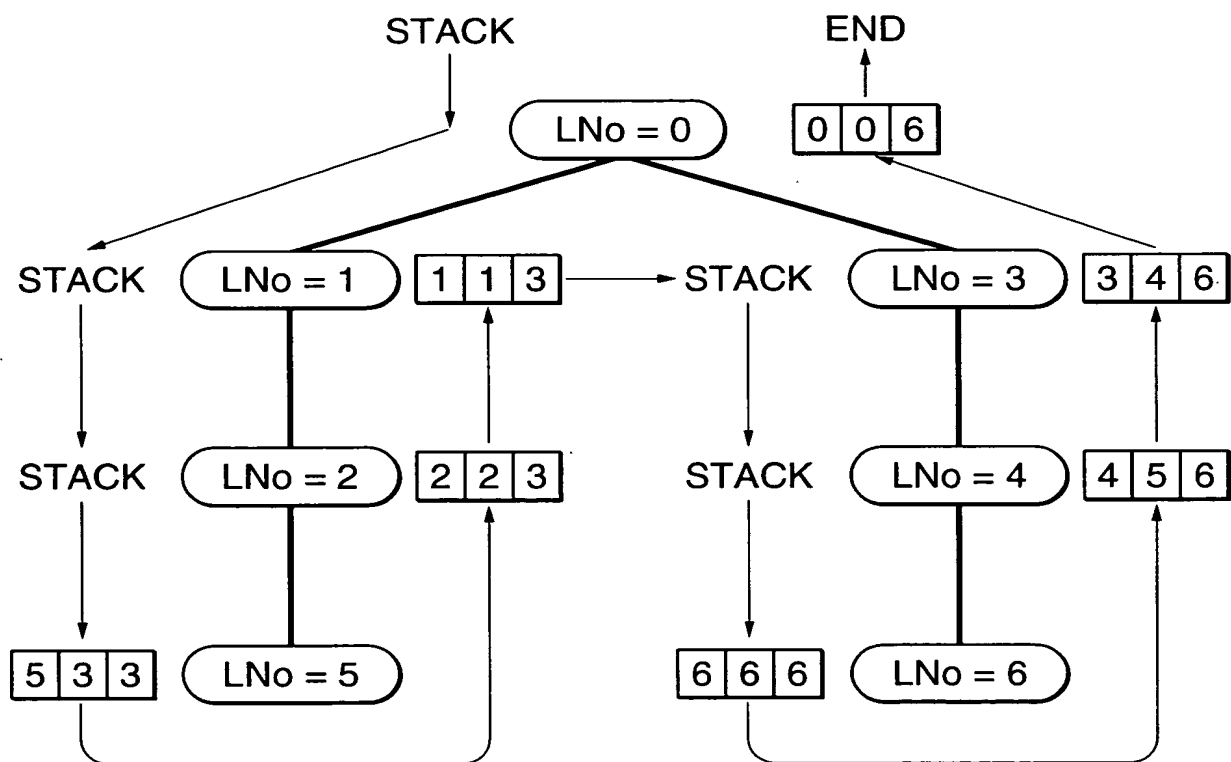 STACK END
LNo = 0 0 0 6
STACK LNo = 1 1 1 3 STACK LNo = 3 3 4 6
STACK LNo = 2 2 2 3 STACK LNo = 4 4 5 6
5 3 3 LNo = 5 6 6 6 LNo = 6